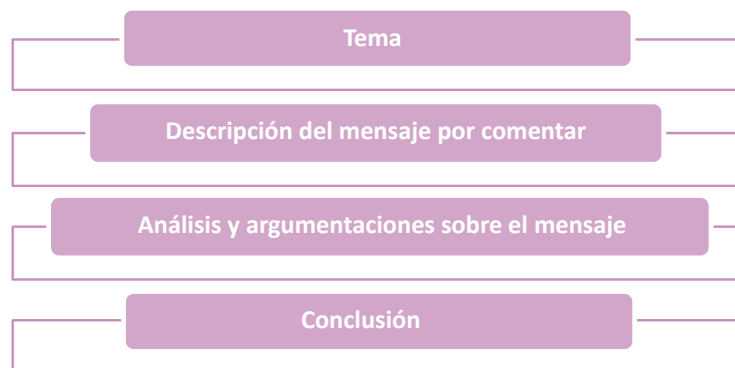 Tema
Descripción del mensaje por comentar
Análisis y argumentaciones sobre el mensaje
Conclusión